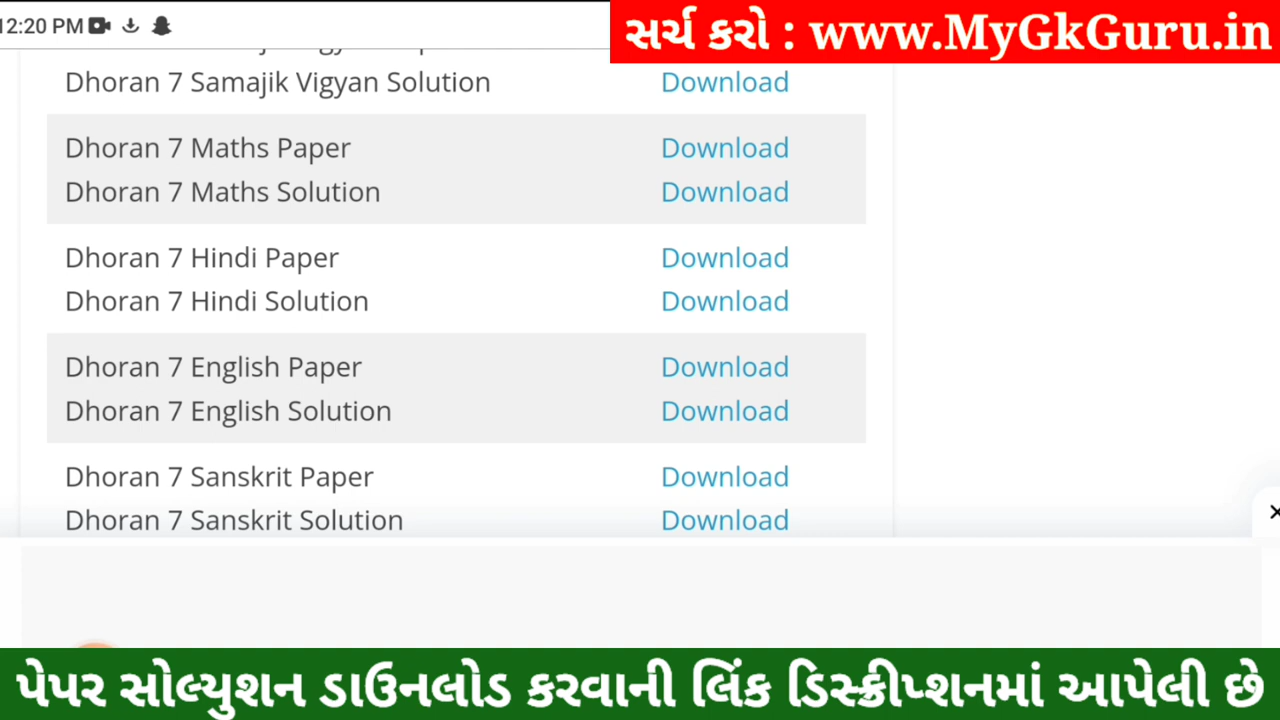 12:20 PM
સર્ચ કરો : www.MyGkGuru.in
Dhoran 7 Samajik Vigyan Solution Download
Dhoran 7 Maths Paper Download
Dhoran 7 Maths Solution Download
Dhoran 7 Hindi Paper Download
Dhoran 7 Hindi Solution Download
Dhoran 7 English Paper Download
Dhoran 7 English Solution Download
Dhoran 7 Sanskrit Paper Download
Dhoran 7 Sanskrit Solution Download
પેપર સોલ્યુશન ડાઉનલોડ કરવાની લિંક ડિસ્ક્રીપ્શનમાં આપેલી છે